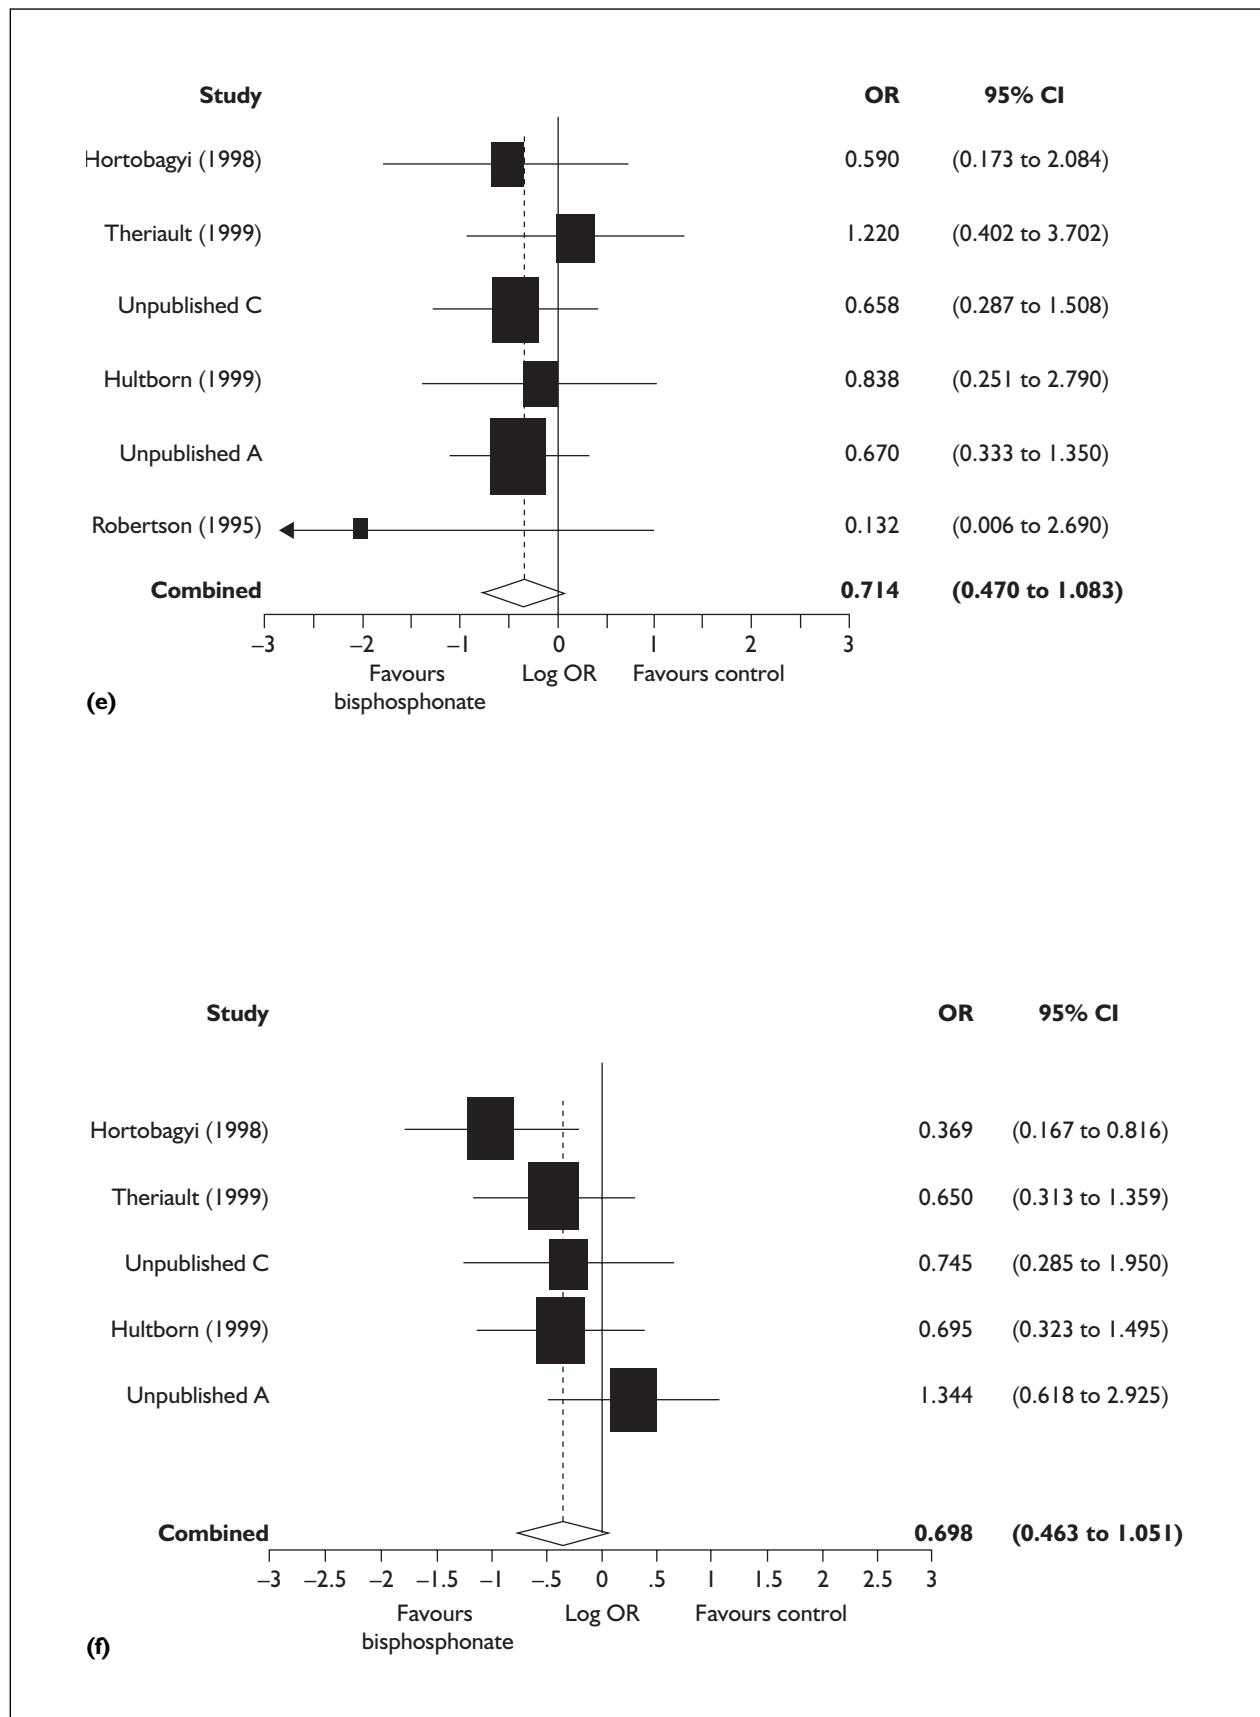 Study OR 95% CI
Hortobagyi (1998) 0.590 (0.173 to 2.084)
Theriault (1999) 1.220 (0.402 to 3.702)
Unpublished C 0.658 (0.287 to 1.508)
Hultborn (1999) 0.838 (0.251 to 2.790)
Unpublished A 0.670 (0.333 to 1.350)
Robertson (1995) 0.132 (0.006 to 2.690)
Combined 0.714 (0.470 to 1.083)
–3 –2 –1 0 1 2 3
Favours Log OR Favours control
bisphosphonate
(e)
Study OR 95% CI
Hortobagyi (1998) 0.369 (0.167 to 0.816)
Theriault (1999) 0.650 (0.313 to 1.359)
Unpublished C 0.745 (0.285 to 1.950)
Hultborn (1999) 0.695 (0.323 to 1.495)
Unpublished A 1.344 (0.618 to 2.925)
Combined 0.698 (0.463 to 1.051)
–3 –2.5 –2 –1.5 –1 –.5 0 .5 1 1.5 2 2.5 3
Favours Log OR Favours control
bisphosphonate
(f)